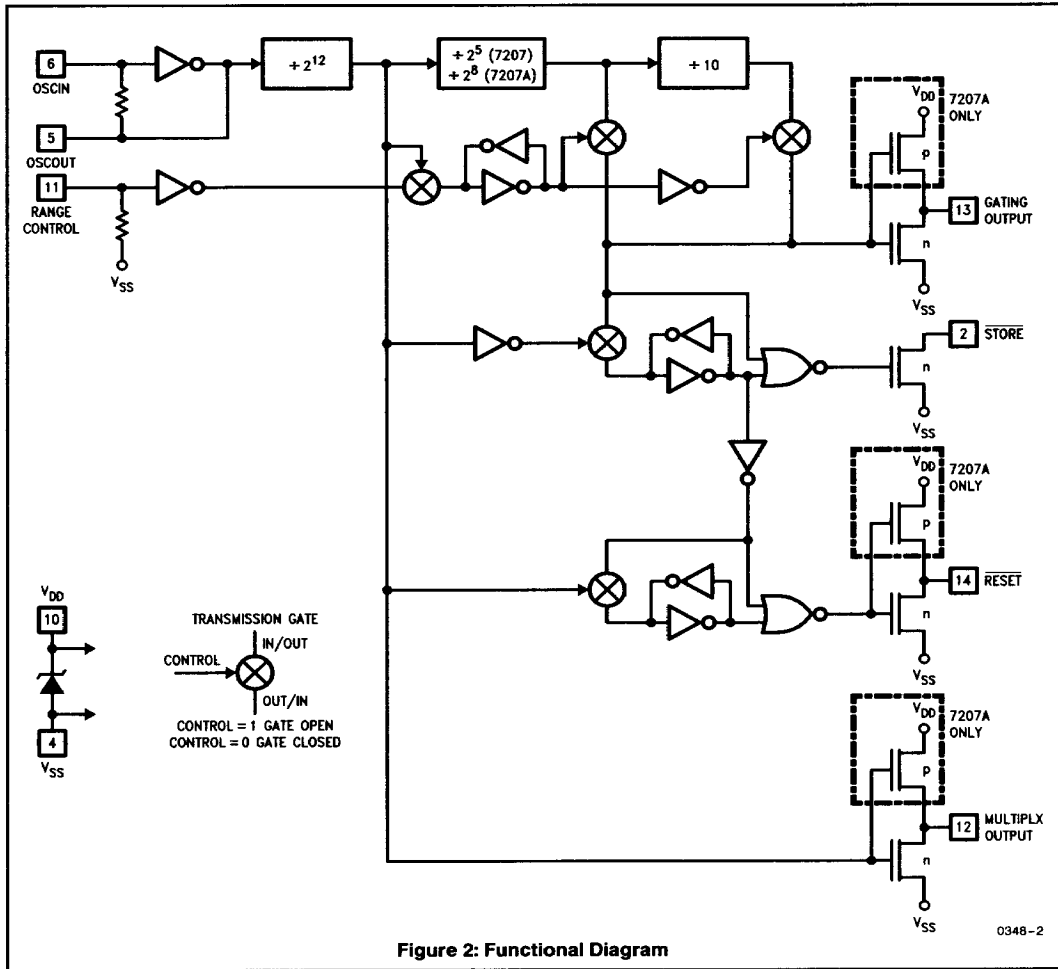 6
OSCIN
5
OSCOUT
11
RANGE
CONTROL
VSS
÷ 2¹²
÷ 2⁵ (7207)
÷ 2⁸ (7207A)
÷ 10
VDD
7207A
ONLY
p
13 GATING
OUTPUT
n
VSS
2 STORE
n
VSS
VDD
7207A
ONLY
p
14 RESET
n
VSS
VDD
7207A
ONLY
p
12 MULTIPLX
OUTPUT
n
VSS
VDD
10
4
VSS
TRANSMISSION GATE
IN/OUT
CONTROL
OUT/IN
CONTROL = 1 GATE OPEN
CONTROL = 0 GATE CLOSED
0348-2
Figure 2: Functional Diagram